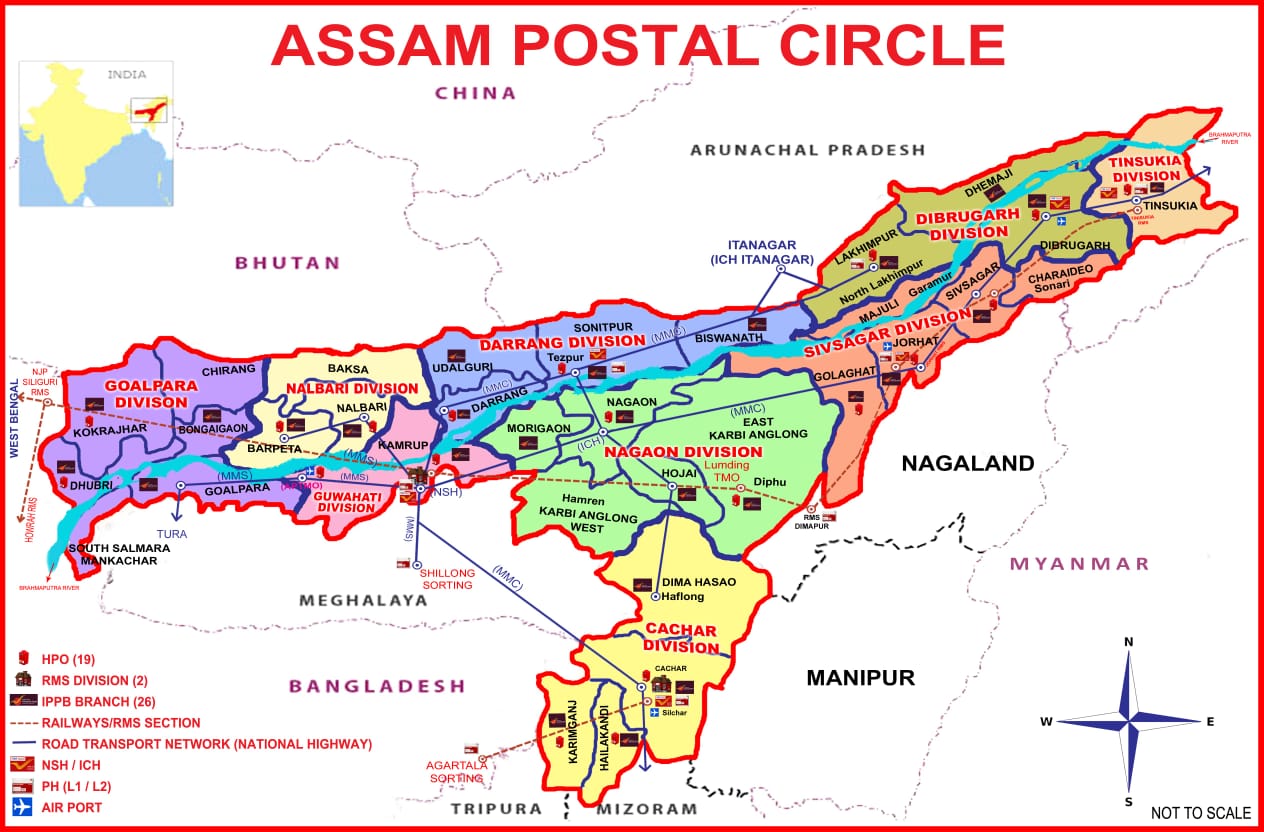 ASSAM POSTAL CIRCLE
INDIA
CHINA
ARUNACHAL PRADESH
BHUTAN
BRAHMAPUTRA
RIVER
TINSUKIA
DIVISION
TINSUKIA
TINSUKIA
RMS
DHEMAJI
DIBRUGARH
DIVISION
LAKHIMPUR
DIBRUGARH
North Lakhimpur
ITANAGAR
(ICH ITANAGAR)
Garamur
MAJULI
SIVSAGAR
CHARAIDEO
Sonari
SIVSAGAR DIVISION
JORHAT
GOLAGHAT
SONITPUR
DARRANG DIVISION
(MMC)
BISWANATH
Tezpur
UDALGURI
(MMC)
DARRANG
NJP
SILIGURI
RMS
WEST BENGAL
HOWRAH RMS
GOALPARA
DIVISON
CHIRANG
KOKRAJHAR
BONGAIGAON
DHUBRI
(MMS)
GOALPARA
SOUTH SALMARA
MANKACHAR
BRAHMAPUTRA RIVER
TURA
BAKSA
NALBARI DIVISION
NALBARI
BARPETA
KAMRUP
(MMS)
(MMS)
GUWAHATI
DIVISION
(NSH)
(MMS)
SHILLONG
SORTING
(MMC)
MORIGAON
NAGAON
(MMC)
EAST
KARBI ANGLONG
(ICH)
NAGAON DIVISION
Lumding
TMO
HOJAI
Diphu
Hamren
KARBI ANGLONG
WEST
RMS
DIMAPUR
NAGALAND
MYANMAR
MEGHALAYA
DIMA HASAO
Haflong
CACHAR
DIVISION
CACHAR
Silchar
KARIMGANJ
HAILAKANDI
BANGLADESH
MANIPUR
AGARTALA
SORTING
TRIPURA
MIZORAM
HPO (19)
RMS DIVISION (2)
IPPB BRANCH (26)
RAILWAYS/RMS SECTION
ROAD TRANSPORT NETWORK (NATIONAL HIGHWAY)
NSH / ICH
PH (L1 / L2)
AIR PORT
N
W
E
S
NOT TO SCALE